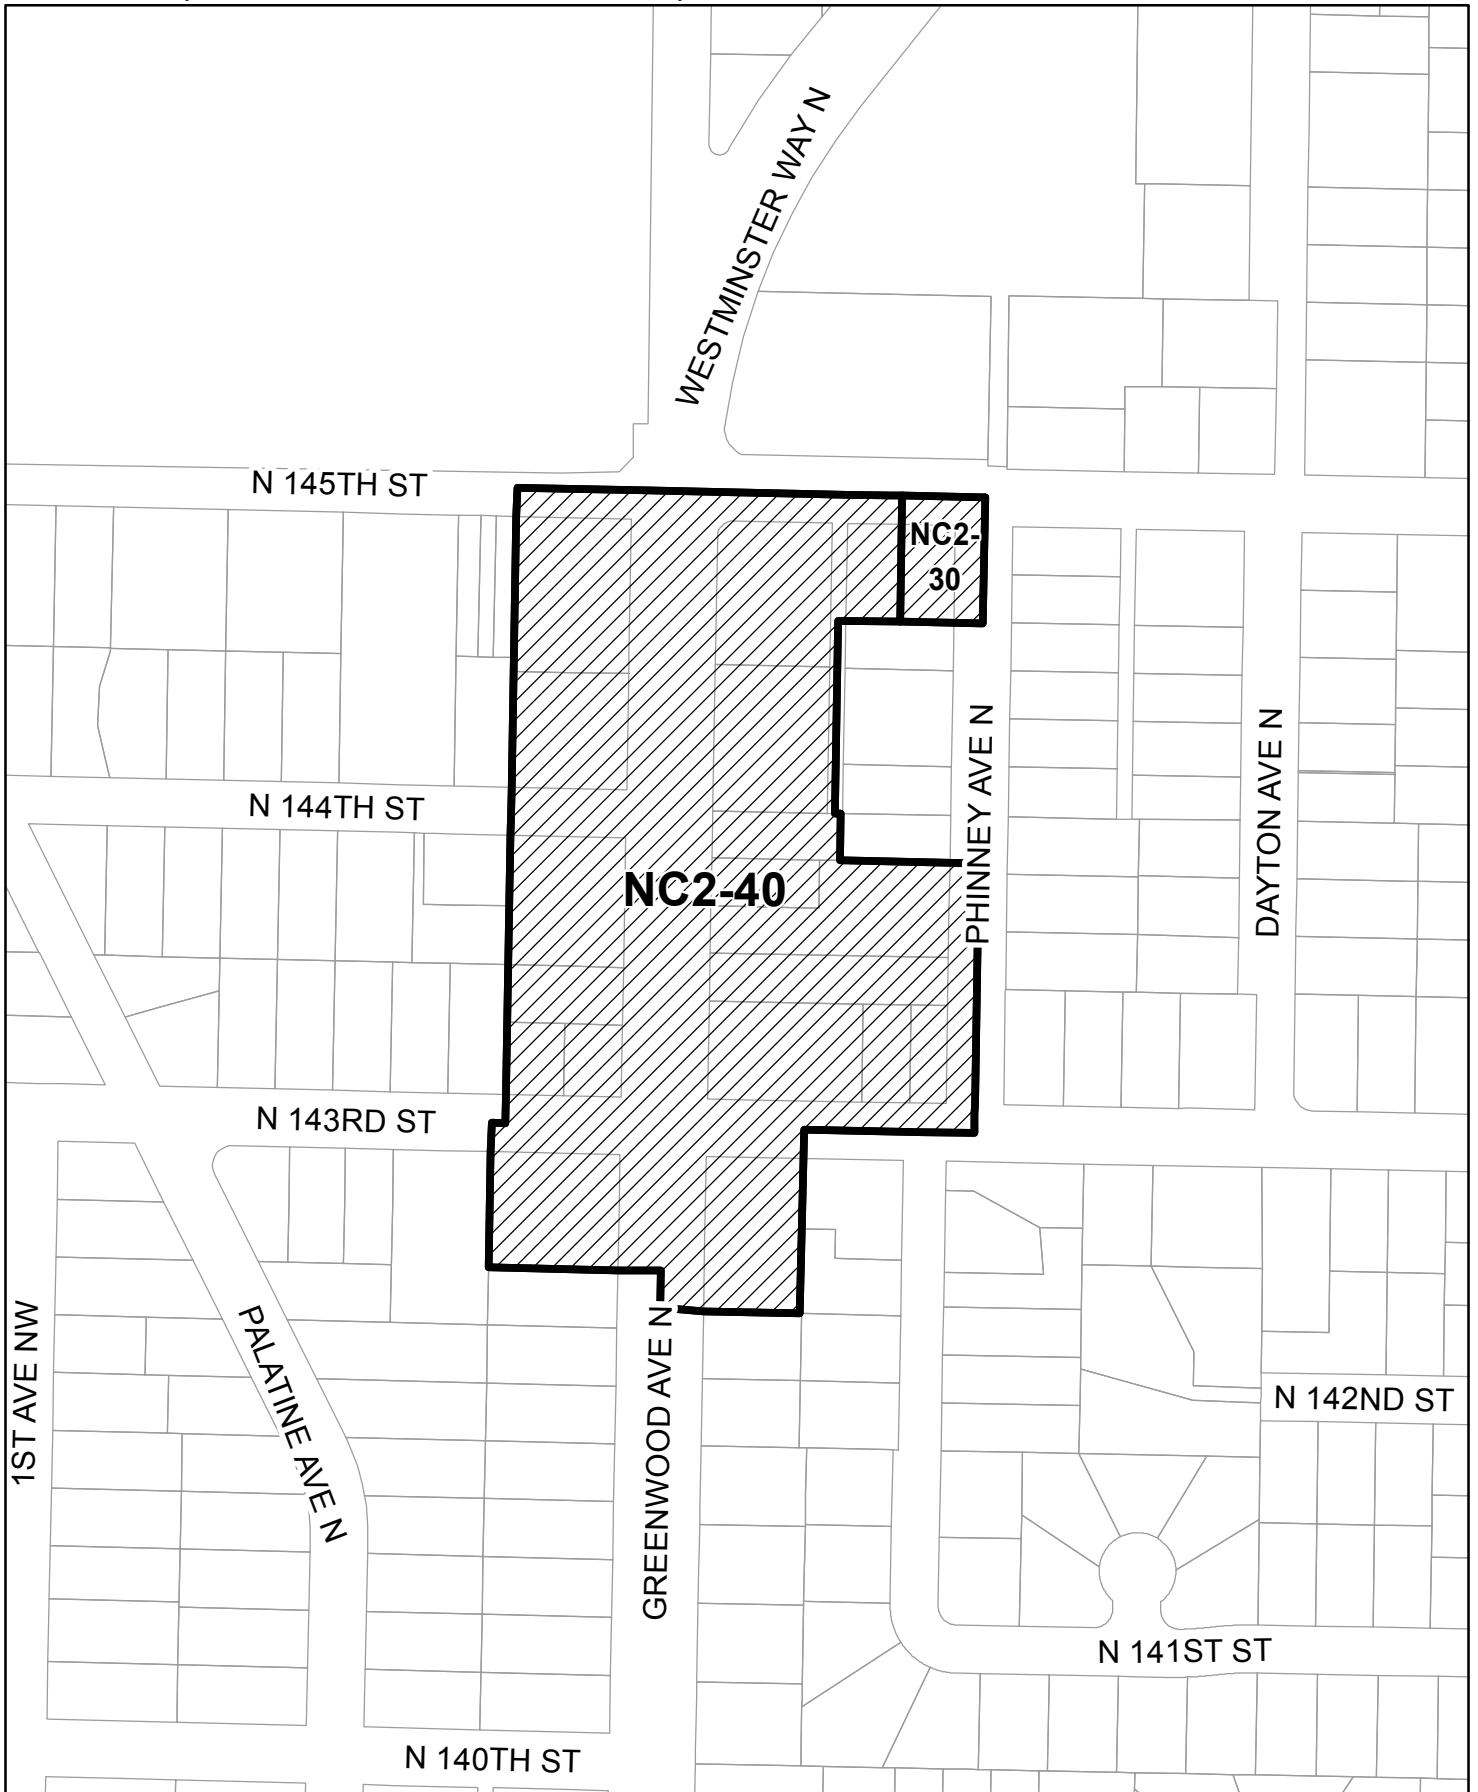 WESTMINSTER WAY N
N 145TH ST
NC2-
30
N 144TH ST
PHINNEY AVE N
DAYTON AVE N
NC2-40
N 143RD ST
1ST AVE NW
PALATINE AVE N
GREENWOOD AVE N
N 142ND ST
N 141ST ST
N 140TH ST